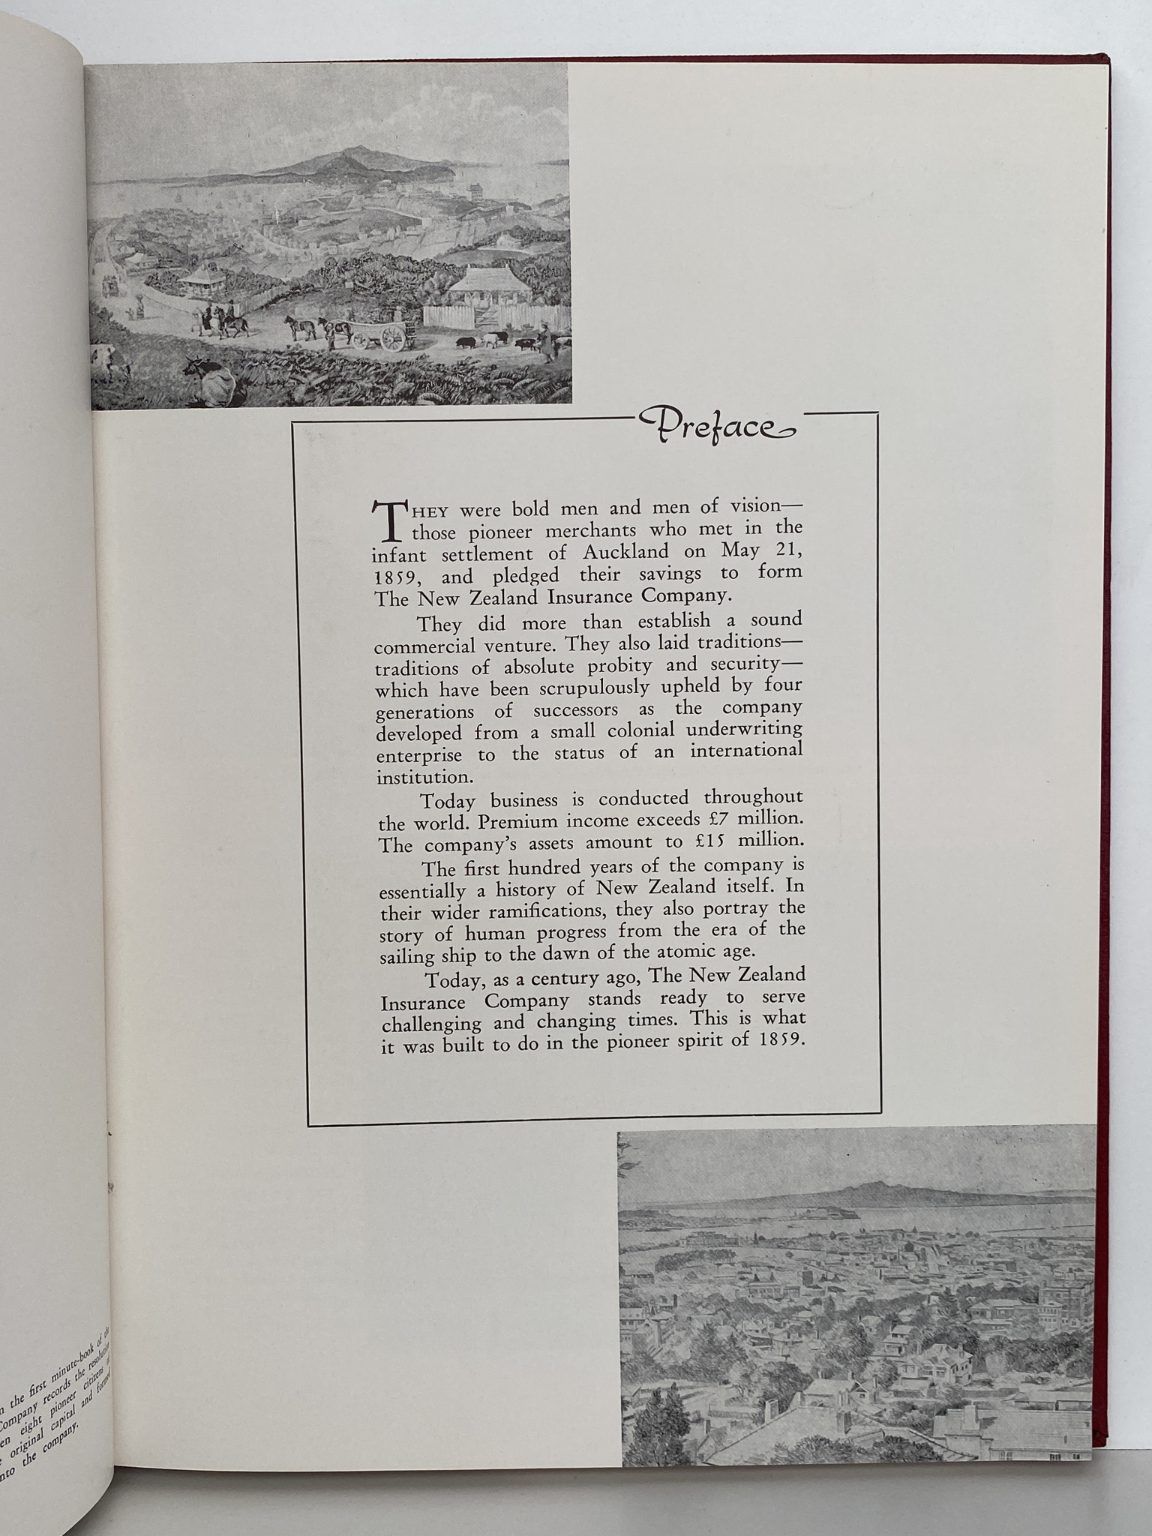 Preface
THEY were bold men and men of vision—
those pioneer merchants who met in the
infant settlement of Auckland on May 21,
1859, and pledged their savings to form
The New Zealand Insurance Company.
They did more than establish a sound
commercial venture. They also laid traditions—
traditions of absolute probity and security—
which have been scrupulously upheld by four
generations of successors as the company
developed from a small colonial underwriting
enterprise to the status of an international
institution.
Today business is conducted throughout
the world. Premium income exceeds £7 million.
The company's assets amount to £15 million.
The first hundred years of the company is
essentially a history of New Zealand itself. In
their wider ramifications, they also portray the
story of human progress from the era of the
sailing ship to the dawn of the atomic age.
Today, as a century ago, The New Zealand
Insurance Company stands ready to serve
challenging and changing times. This is what
it was built to do in the pioneer spirit of 1859.
the first minute-book of the
Company records the resolution
eight pioneer citizens
original capital and formed
the company.